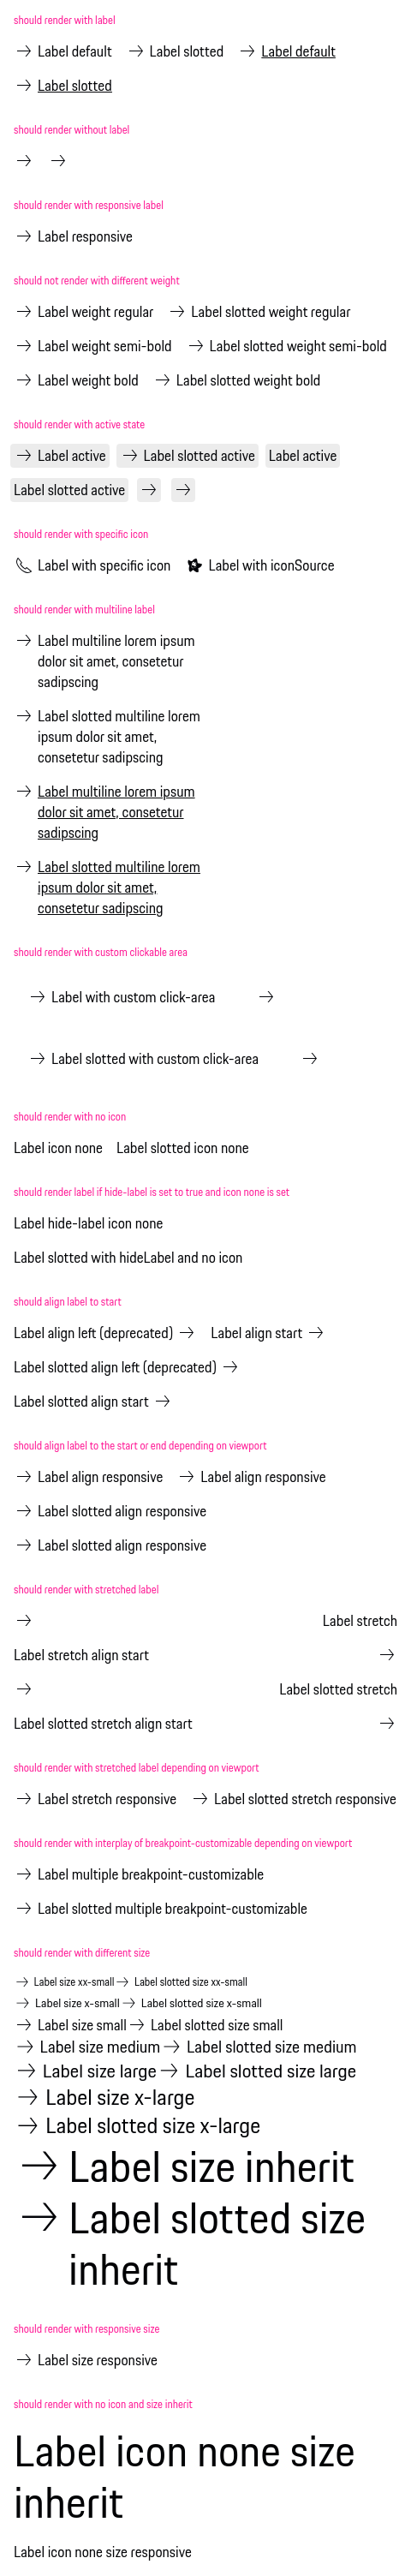 should render with label
Label default Label slotted Label default
Label slotted
should render without label
should render with responsive label
Label responsive
should not render with different weight
Label weight regular Label slotted weight regular
Label weight semi-bold Label slotted weight semi-bold
Label weight bold Label slotted weight bold
should render with active state
Label active Label slotted active Label active
Label slotted active
should render with specific icon
Label with specific icon Label with iconSource
should render with multiline label
Label multiline lorem ipsum
dolor sit amet, consetetur
sadipscing
Label slotted multiline lorem
ipsum dolor sit amet,
consetetur sadipscing
Label multiline lorem ipsum
dolor sit amet, consetetur
sadipscing
Label slotted multiline lorem
ipsum dolor sit amet,
consetetur sadipscing
should render with custom clickable area
Label with custom click-area
Label slotted with custom click-area
should render with no icon
Label icon none Label slotted icon none
should render label if hide-label is set to true and icon none is set
Label hide-label icon none
Label slotted with hideLabel and no icon
should align label to start
Label align left (deprecated) Label align start
Label slotted align left (deprecated)
Label slotted align start
should align label to the start or end depending on viewport
Label align responsive Label align responsive
Label slotted align responsive
Label slotted align responsive
should render with stretched label
Label stretch
Label stretch align start
Label slotted stretch
Label slotted stretch align start
should render with stretched label depending on viewport
Label stretch responsive Label slotted stretch responsive
should render with interplay of breakpoint-customizable depending on viewport
Label multiple breakpoint-customizable
Label slotted multiple breakpoint-customizable
should render with different size
Label size xx-small Label slotted size xx-small
Label size x-small Label slotted size x-small
Label size small Label slotted size small
Label size medium Label slotted size medium
Label size large Label slotted size large
Label size x-large
Label slotted size x-large
Label size inherit
Label slotted size
inherit
should render with responsive size
Label size responsive
should render with no icon and size inherit
Label icon none size
inherit
Label icon none size responsive